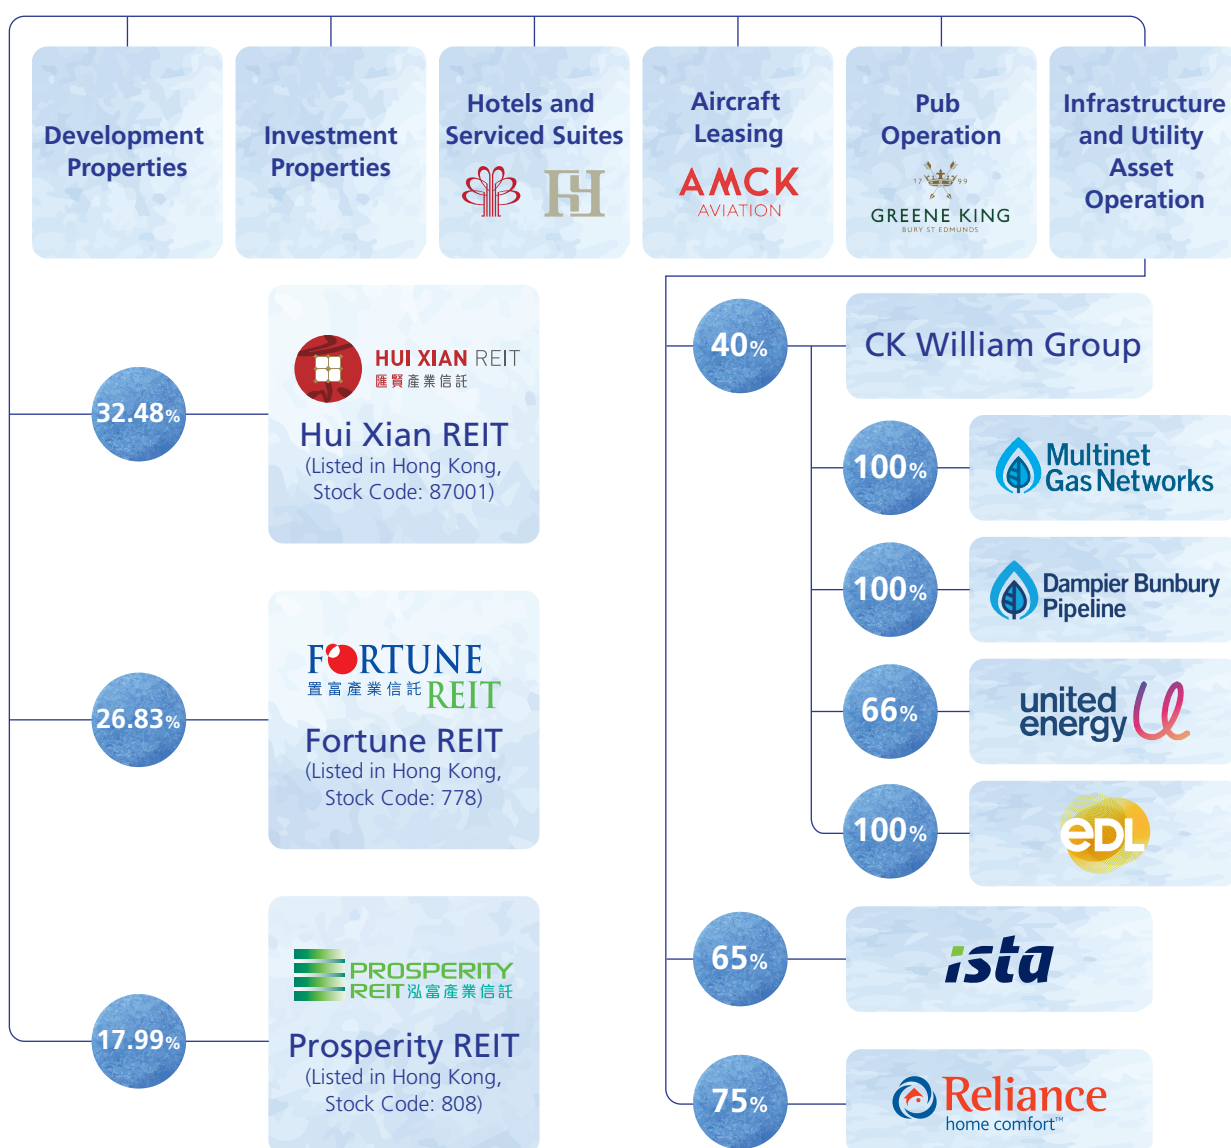 Development
Properties
Investment
Properties
Hotels and
Serviced Suites
Aircraft
Leasing
AMCK
AVIATION
Pub
Operation
17 99
GREENE KING
BURY ST EDMUNDS
Infrastructure
and Utility
Asset
Operation
32.48%
HUI XIAN REIT
匯賢產業信託
Hui Xian REIT
(Listed in Hong Kong,
Stock Code: 87001)
26.83%
FORTUNE
置富產業信託 REIT
Fortune REIT
(Listed in Hong Kong,
Stock Code: 778)
17.99%
PROSPERITY
REIT 泓富產業信託
Prosperity REIT
(Listed in Hong Kong,
Stock Code: 808)
40%
CK William Group
100%
Multinet
Gas Networks
100%
Dampier Bunbury
Pipeline
66%
united
energy
100%
eDL
65%
ista
75%
Reliance
home comfort™